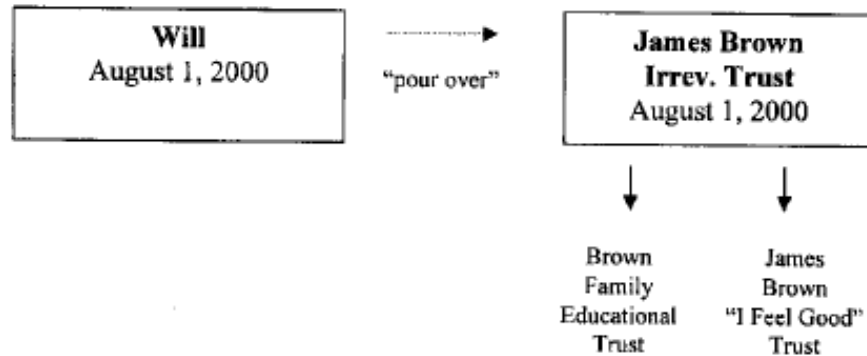 Will
August 1, 2000
"pour over"
James Brown
Irrev. Trust
August 1, 2000
Brown
Family
Educational
Trust
James
Brown
"I Feel Good"
Trust